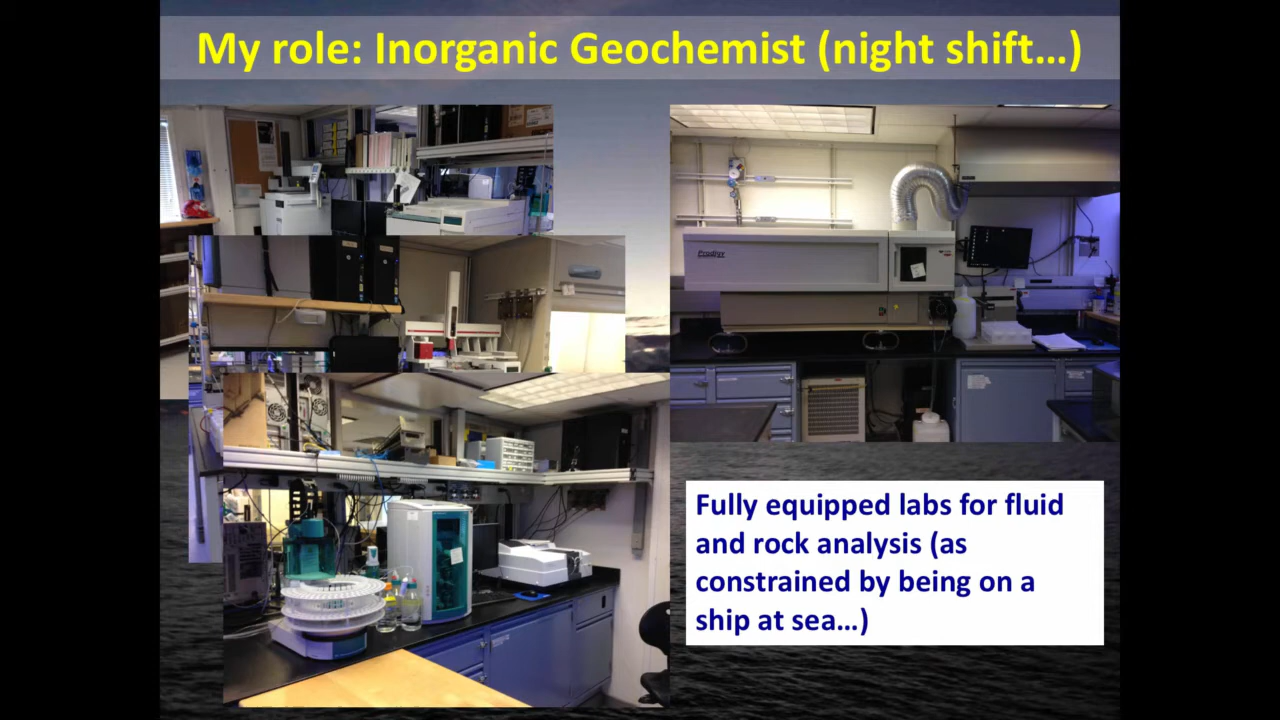 My role: Inorganic Geochemist (night shift…)
Prodigy
Fully equipped labs for fluid
and rock analysis (as
constrained by being on a
ship at sea…)